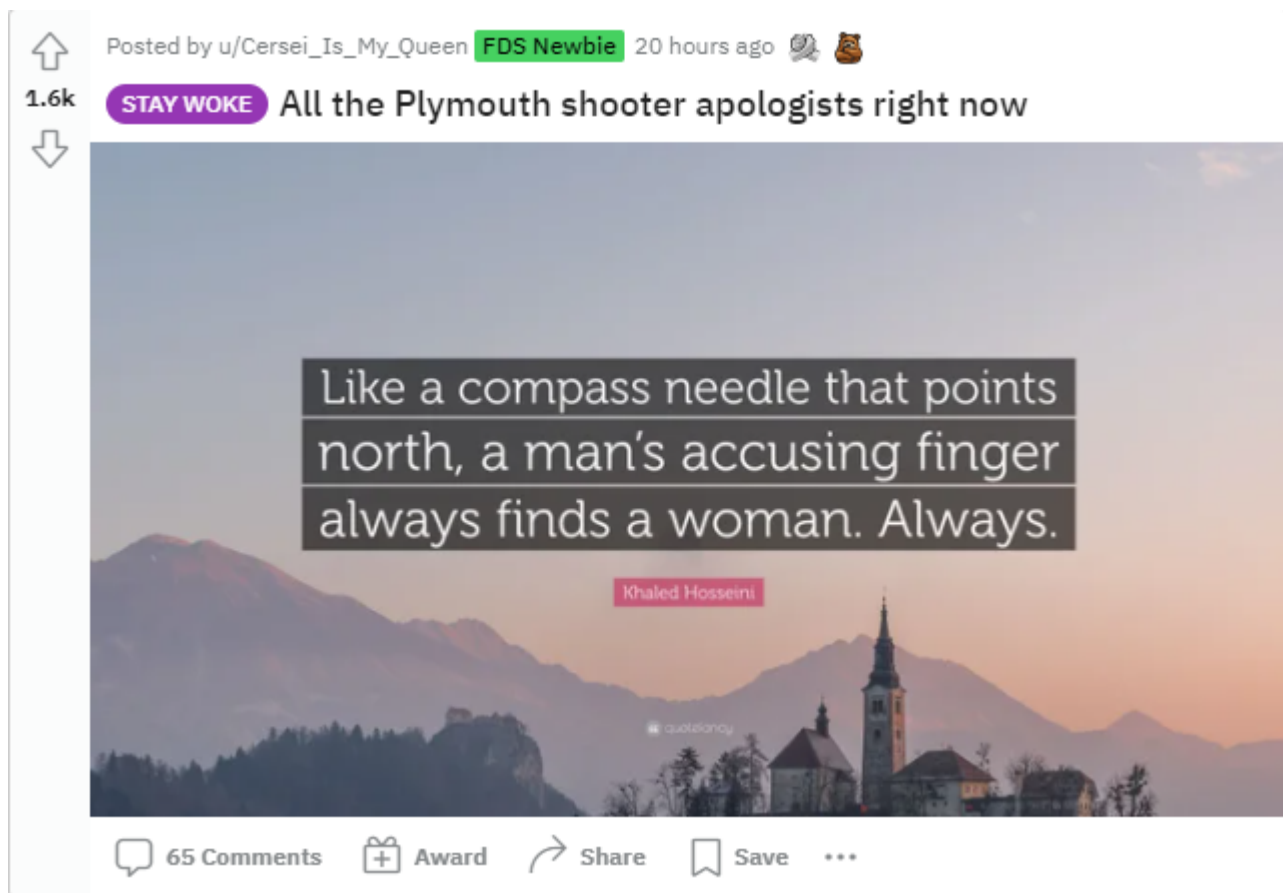 Posted by u/Cersei_Is_My_Queen FDS Newbie 20 hours ago
1.6k
STAY WOKE All the Plymouth shooter apologists right now
Like a compass needle that points
north, a man's accusing finger
always finds a woman. Always.
Khaled Hosseini
quotefancy
65 Comments Award Share Save